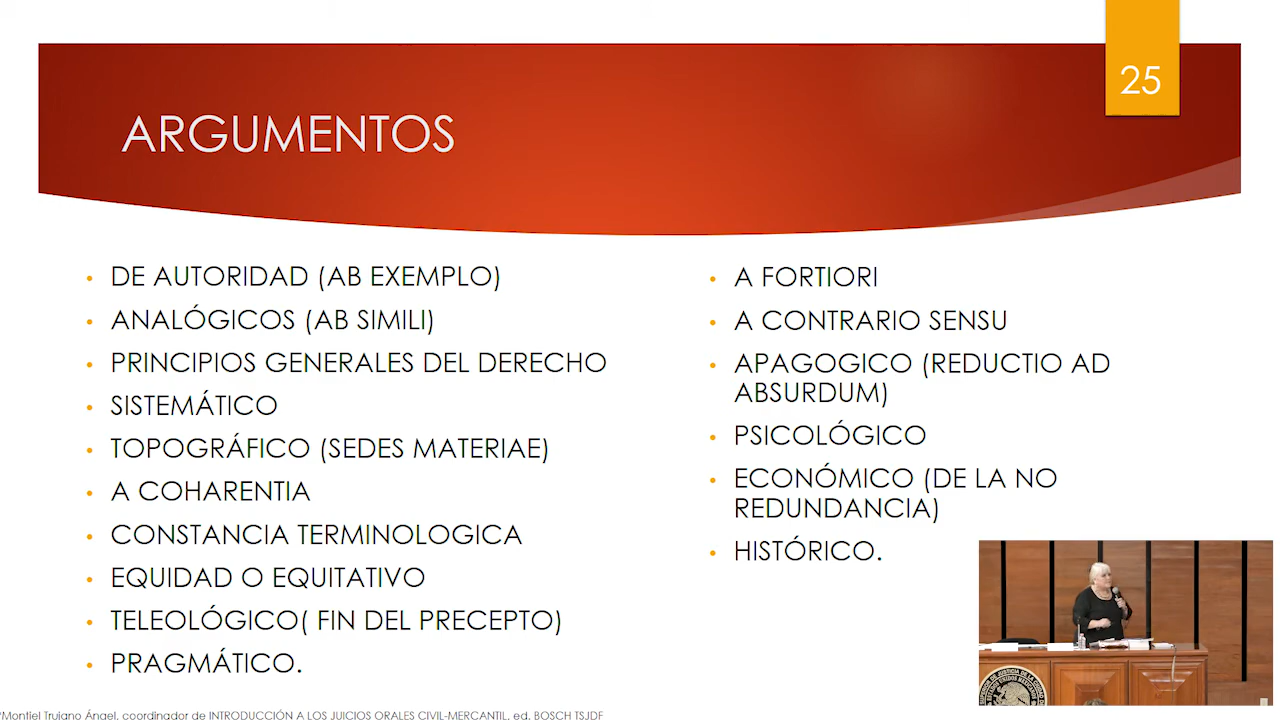 25
ARGUMENTOS
• DE AUTORIDAD (AB EXEMPLO)
• ANALÓGICOS (AB SIMILI)
• PRINCIPIOS GENERALES DEL DERECHO
• SISTEMÁTICO
• TOPOGRÁFICO (SEDES MATERIAE)
• A COHARENTIA
• CONSTANCIA TERMINOLOGICA
• EQUIDAD O EQUITATIVO
• TELEOLÓGICO( FIN DEL PRECEPTO)
• PRAGMÁTICO.
• A FORTIORI
• A CONTRARIO SENSU
• APAGOGICO (REDUCTIO AD
ABSURDUM)
• PSICOLÓGICO
• ECONÓMICO (DE LA NO
REDUNDANCIA)
• HISTÓRICO.
*Montiel Trujano Ángel, coordinador de INTRODUCCIÓN A LOS JUICIOS ORALES CIVIL-MERCANTIL, ed. BOSCH TSJDF